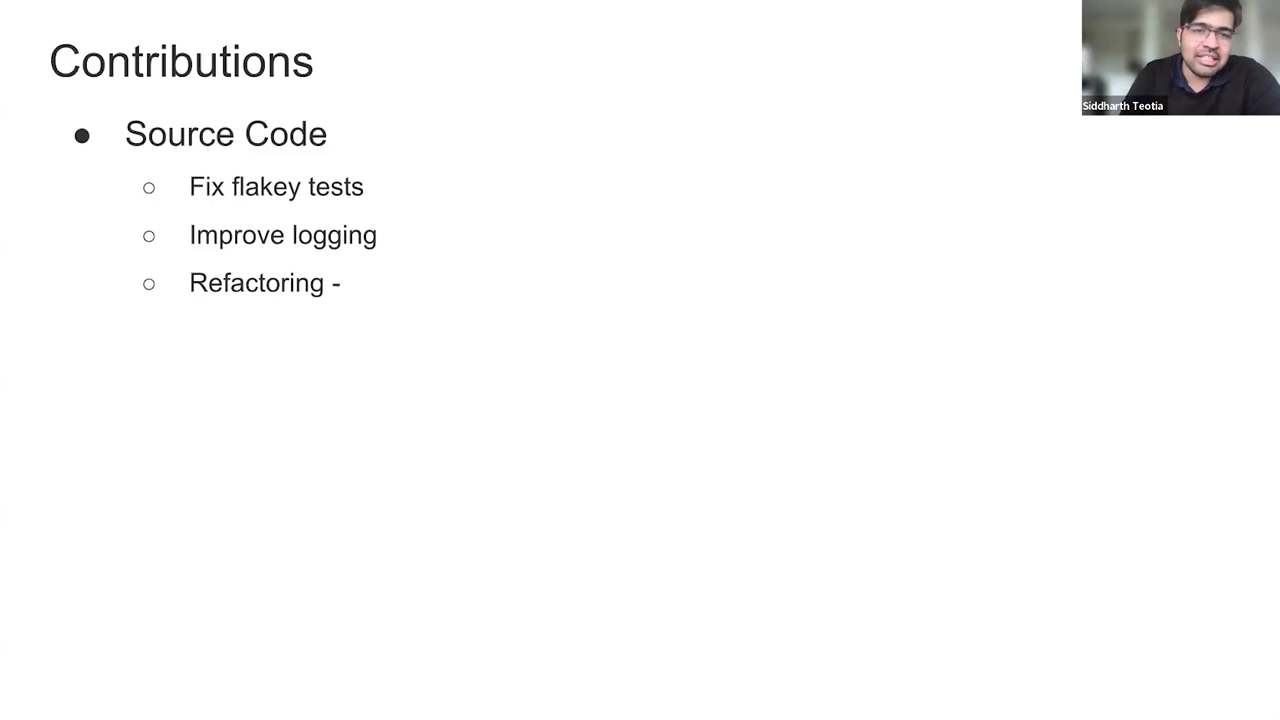 Contributions
● Source Code
○ Fix flakey tests
○ Improve logging
○ Refactoring -
Siddharth Teotia